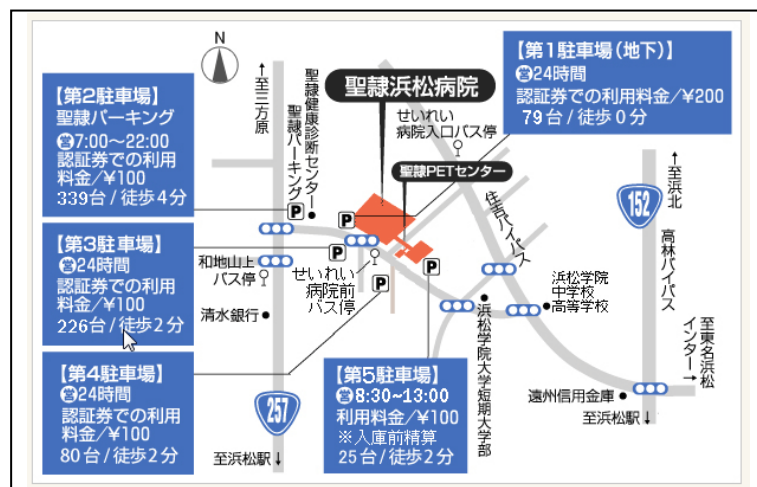 N
【第1駐車場(地下)】
営24時間
認証券での利用料金/¥200
79台/徒歩0分
【第2駐車場】
聖隷パーキング
営7:00〜22:00
認証券での利用
料金/¥100
339台/徒歩4分
【第3駐車場】
営24時間
認証券での利用
料金/¥100
226台/徒歩2分
【第4駐車場】
営24時間
認証券での利用
料金/¥100
80台/徒歩2分
【第5駐車場】
営8:30~13:00
利用料金/¥100
※入庫前精算
25台/徒歩2分
↑至三方原
聖隷健康診断センター
聖隷パーキング
聖隷浜松病院
せいれい
病院入口バス停
聖隷PETセンター
住吉バイパス
152
↑至浜北
高林バイパス
P
P
P
P
P
和地山上
バス停
せいれい
病院前
バス停
清水銀行
浜松学院
中学校
高等学校
浜松学院大学短期大学部
至東名浜松
インター→
遠州信用金庫
至浜松駅↓
257
至浜松駅↓